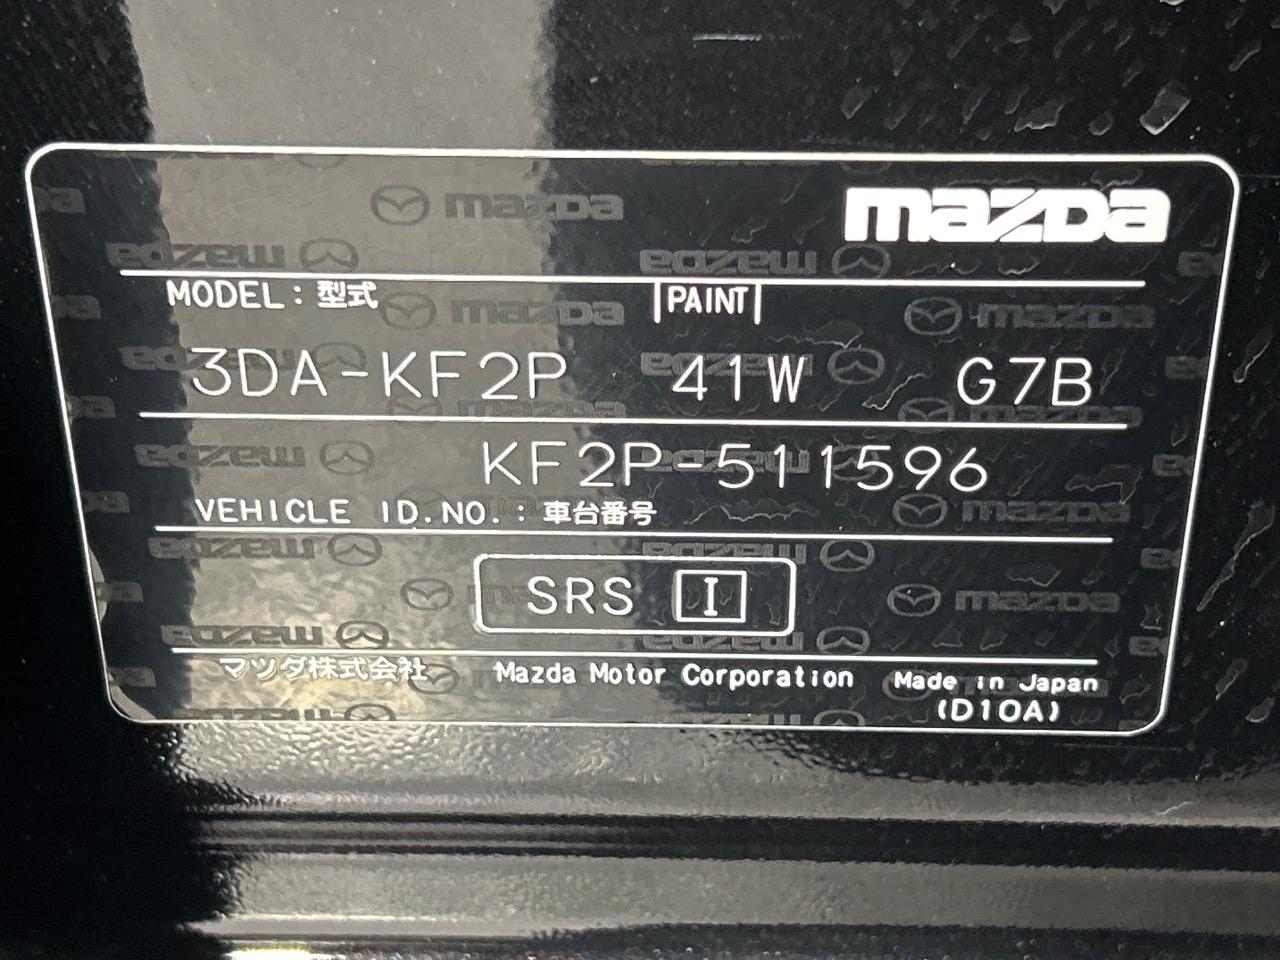 mazda
MODEL : 型式 |PAINT|
3DA-KF2P 41W G7B
KF2P-511596
VEHICLE ID.NO. : 車台番号
SRS I
マツダ株式会社 Mazda Motor Corporation Made in Japan
(D10A)